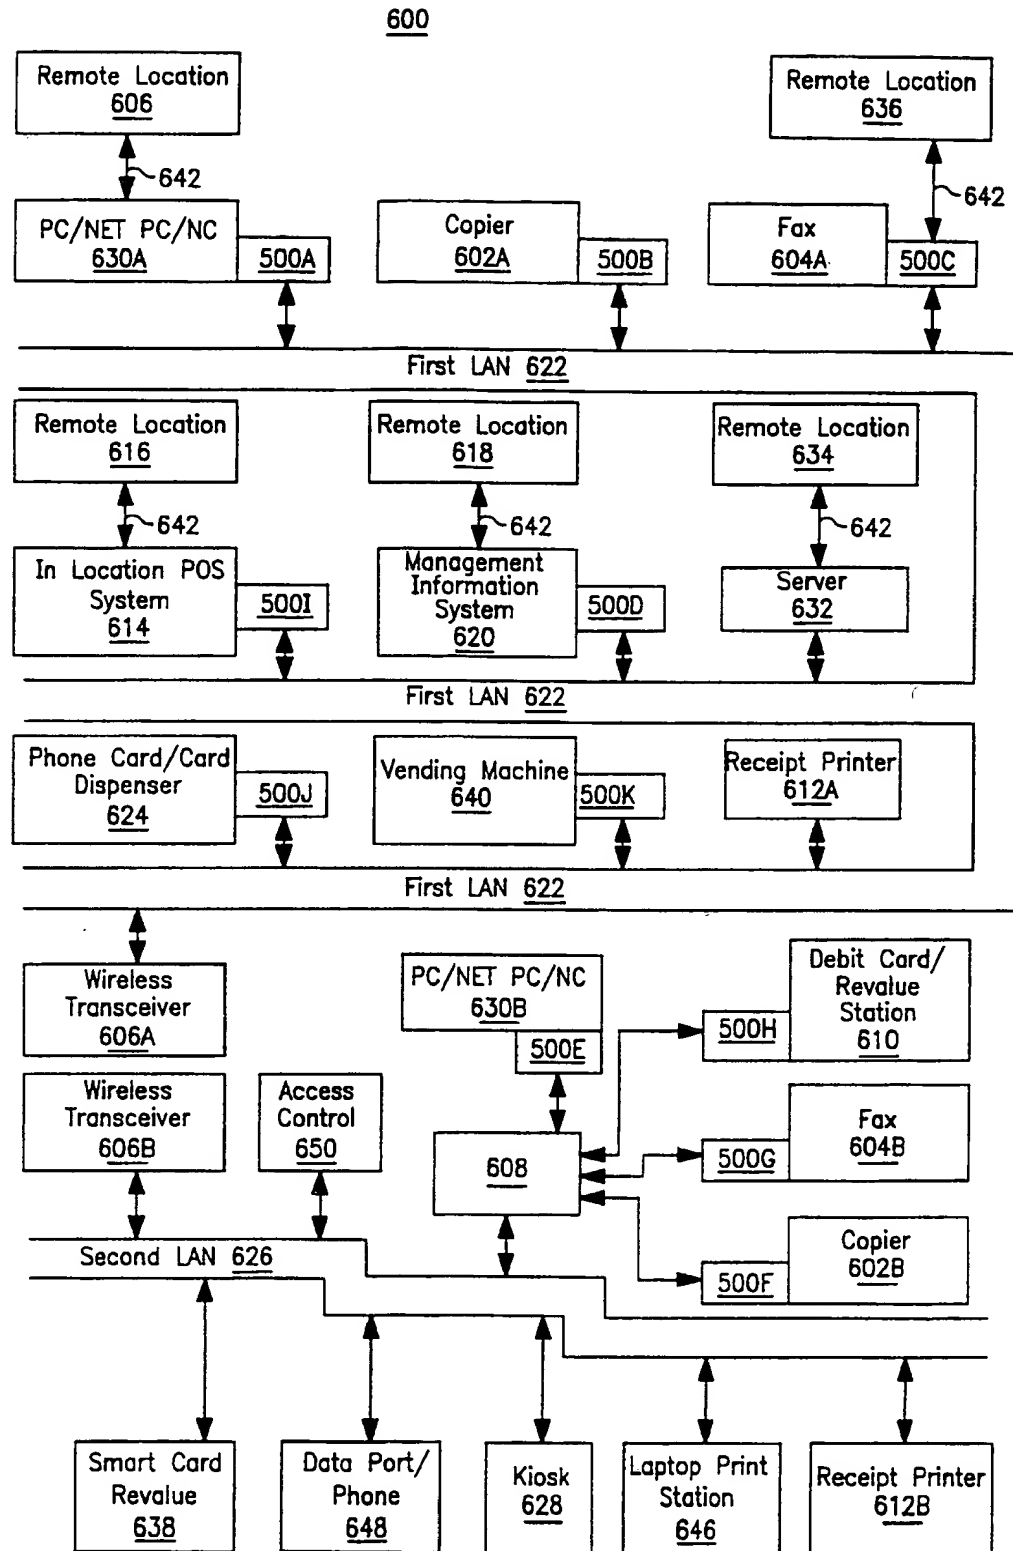 600
Remote Location
606
Remote Location
636
642
642
PC/NET PC/NC
630A
500A
Copier
602A
500B
Fax
604A
500C
First LAN 622
Remote Location
616
Remote Location
618
Remote Location
634
642
642
642
In Location POS
System
614
500I
Management
Information
System
620
500D
Server
632
First LAN 622
Phone Card/Card
Dispenser
624
500J
Vending Machine
640
500K
Receipt Printer
612A
First LAN 622
Wireless
Transceiver
606A
PC/NET PC/NC
630B
500E
Debit Card/
Revalue
Station
610
500H
Wireless
Transceiver
606B
Access
Control
650
608
Fax
604B
500G
Copier
602B
500F
Second LAN 626
Smart Card
Revalue
638
Data Port/
Phone
648
Kiosk
628
Laptop Print
Station
646
Receipt Printer
612B